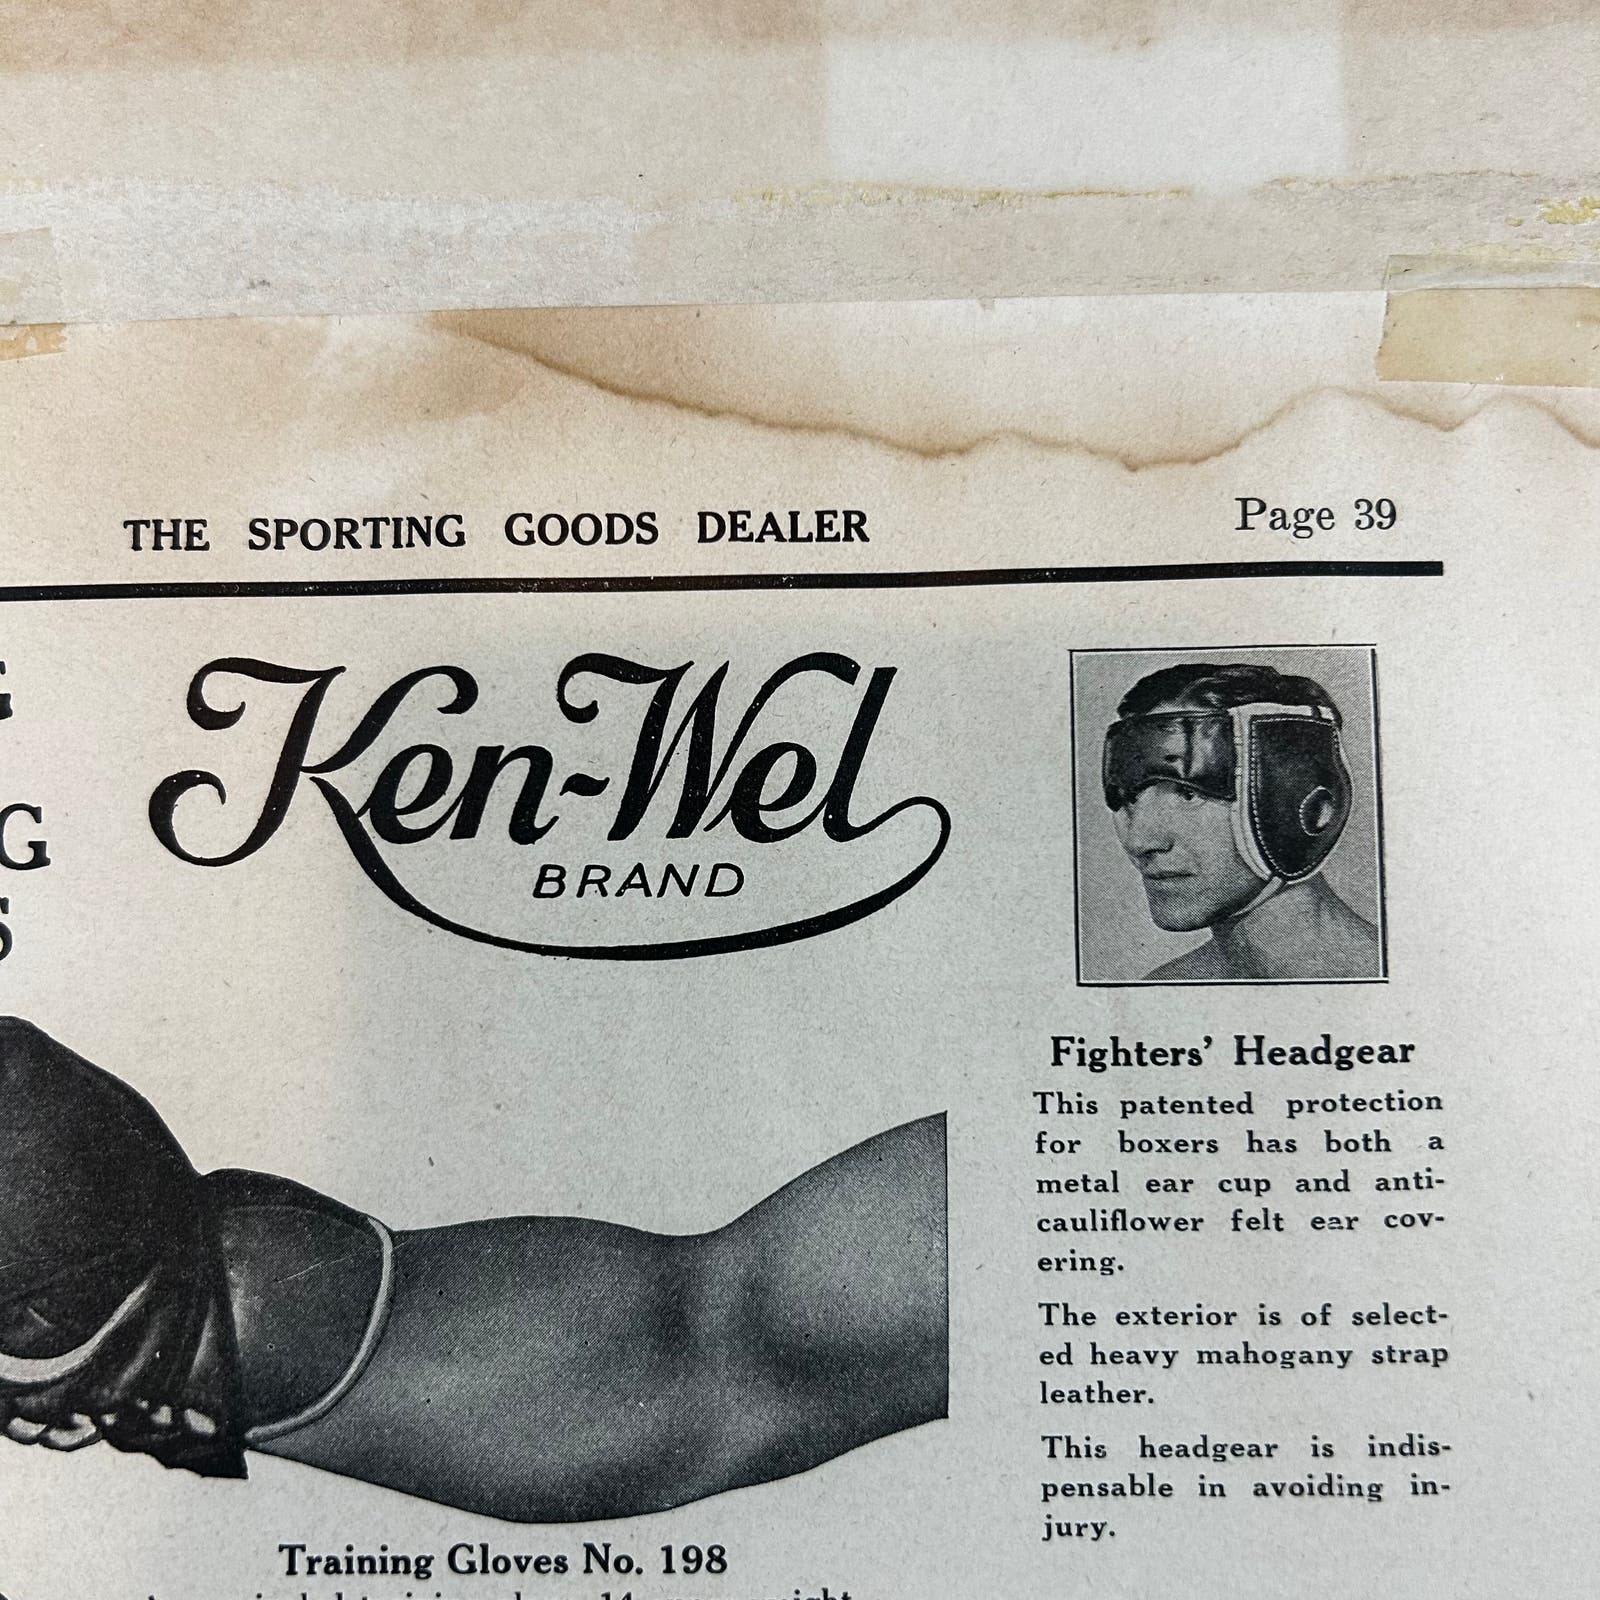 THE SPORTING GOODS DEALER
Page 39
G
G
S
Ken-Wel
BRAND
Fighters' Headgear
This patented protection
for boxers has both a
metal ear cup and anti-
cauliflower felt ear cov-
ering.
The exterior is of select-
ed heavy mahogany strap
leather.
This headgear is indis-
pensable in avoiding in-
jury.
Training Gloves No. 198